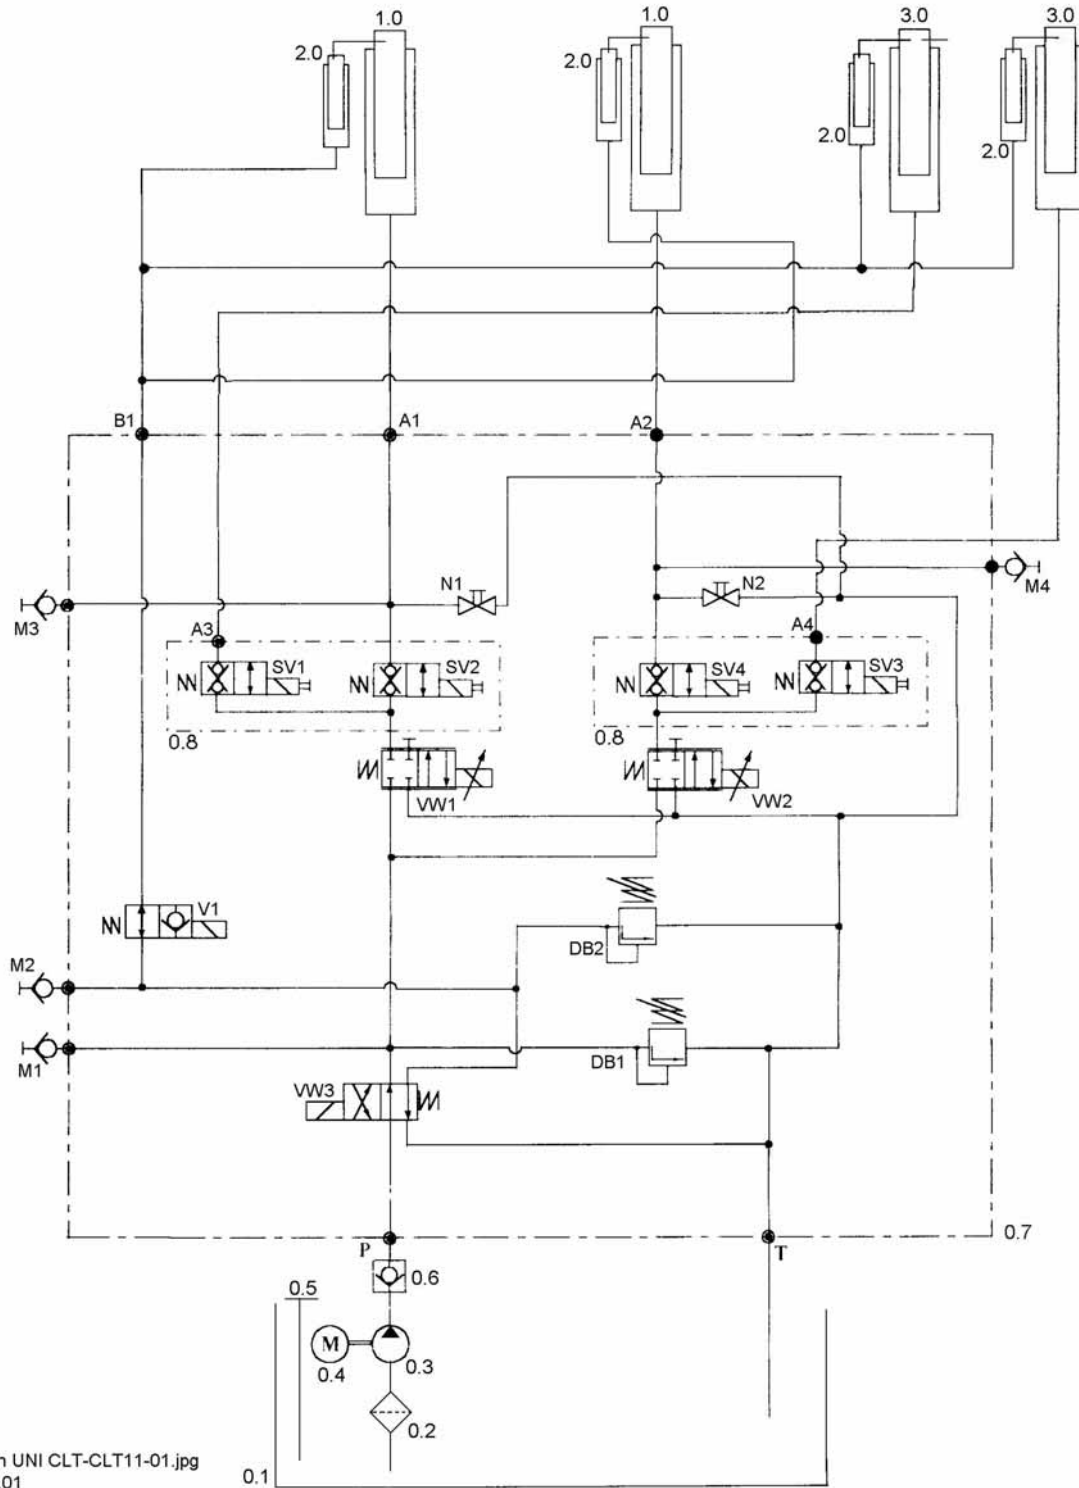 1.0
1.0
3.0
3.0
2.0
2.0
2.0
2.0
B1
A1
A2
N1
N2
M3
M4
A3
A4
SV1
SV2
SV4
SV3
0.8
0.8
VW1
VW2
V1
DB2
M2
M1
DB1
VW3
P
T
0.7
0.5
0.6
M
0.4
0.3
0.2
UNI CLT-CLT11-01.jpg
0.1
01